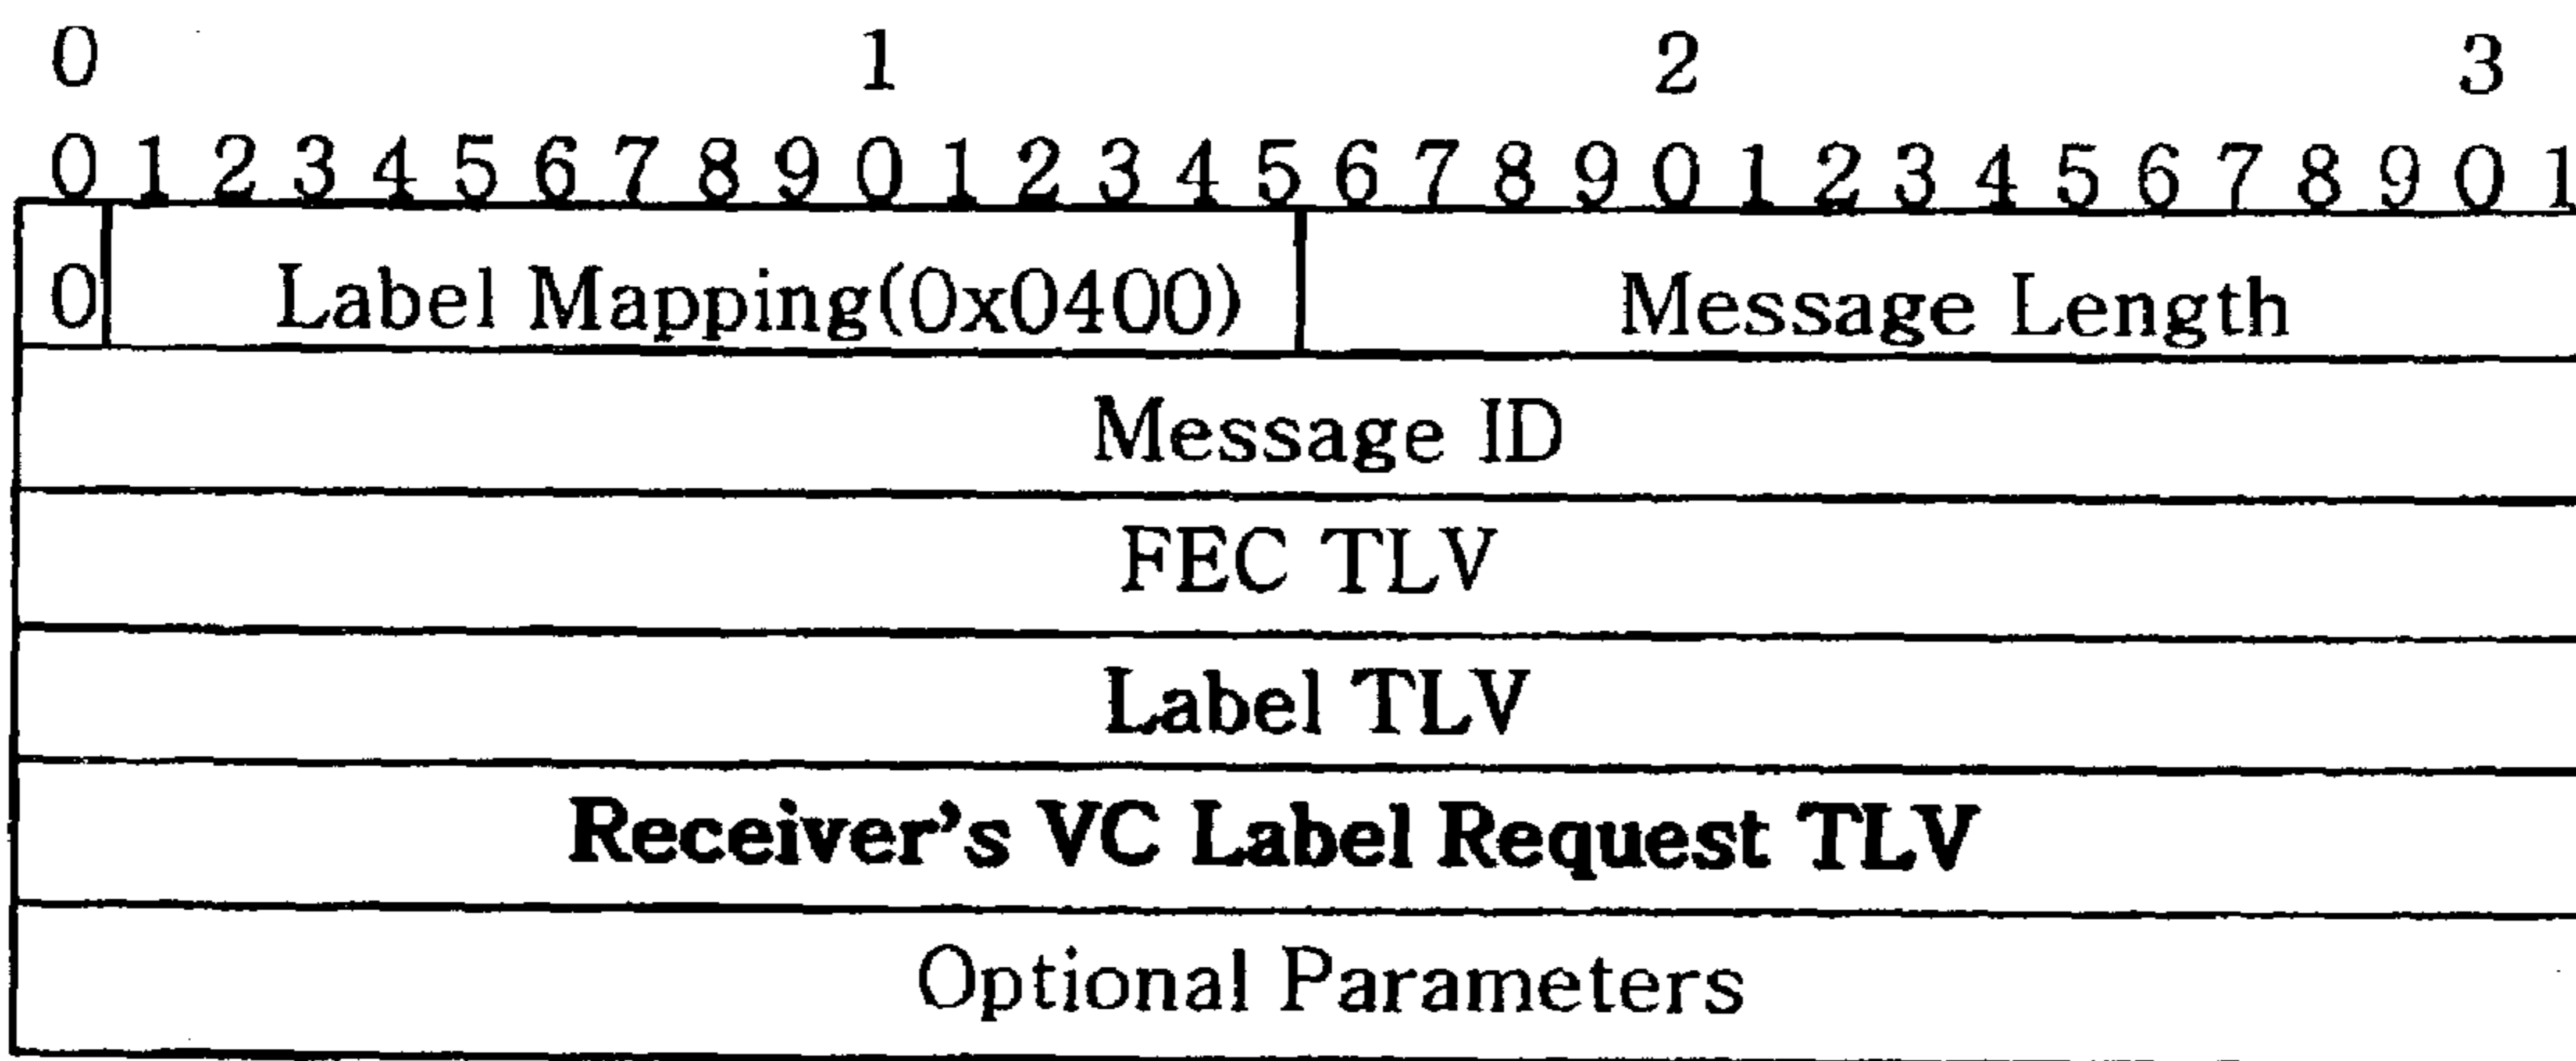 0 1 2 3
0 1 2 3 4 5 6 7 8 9 0 1 2 3 4 5 6 7 8 9 0 1 2 3 4 5 6 7 8 9 0 1
0 Label Mapping(0x0400) Message Length
Message ID
FEC TLV
Label TLV
Receiver's VC Label Request TLV
Optional Parameters